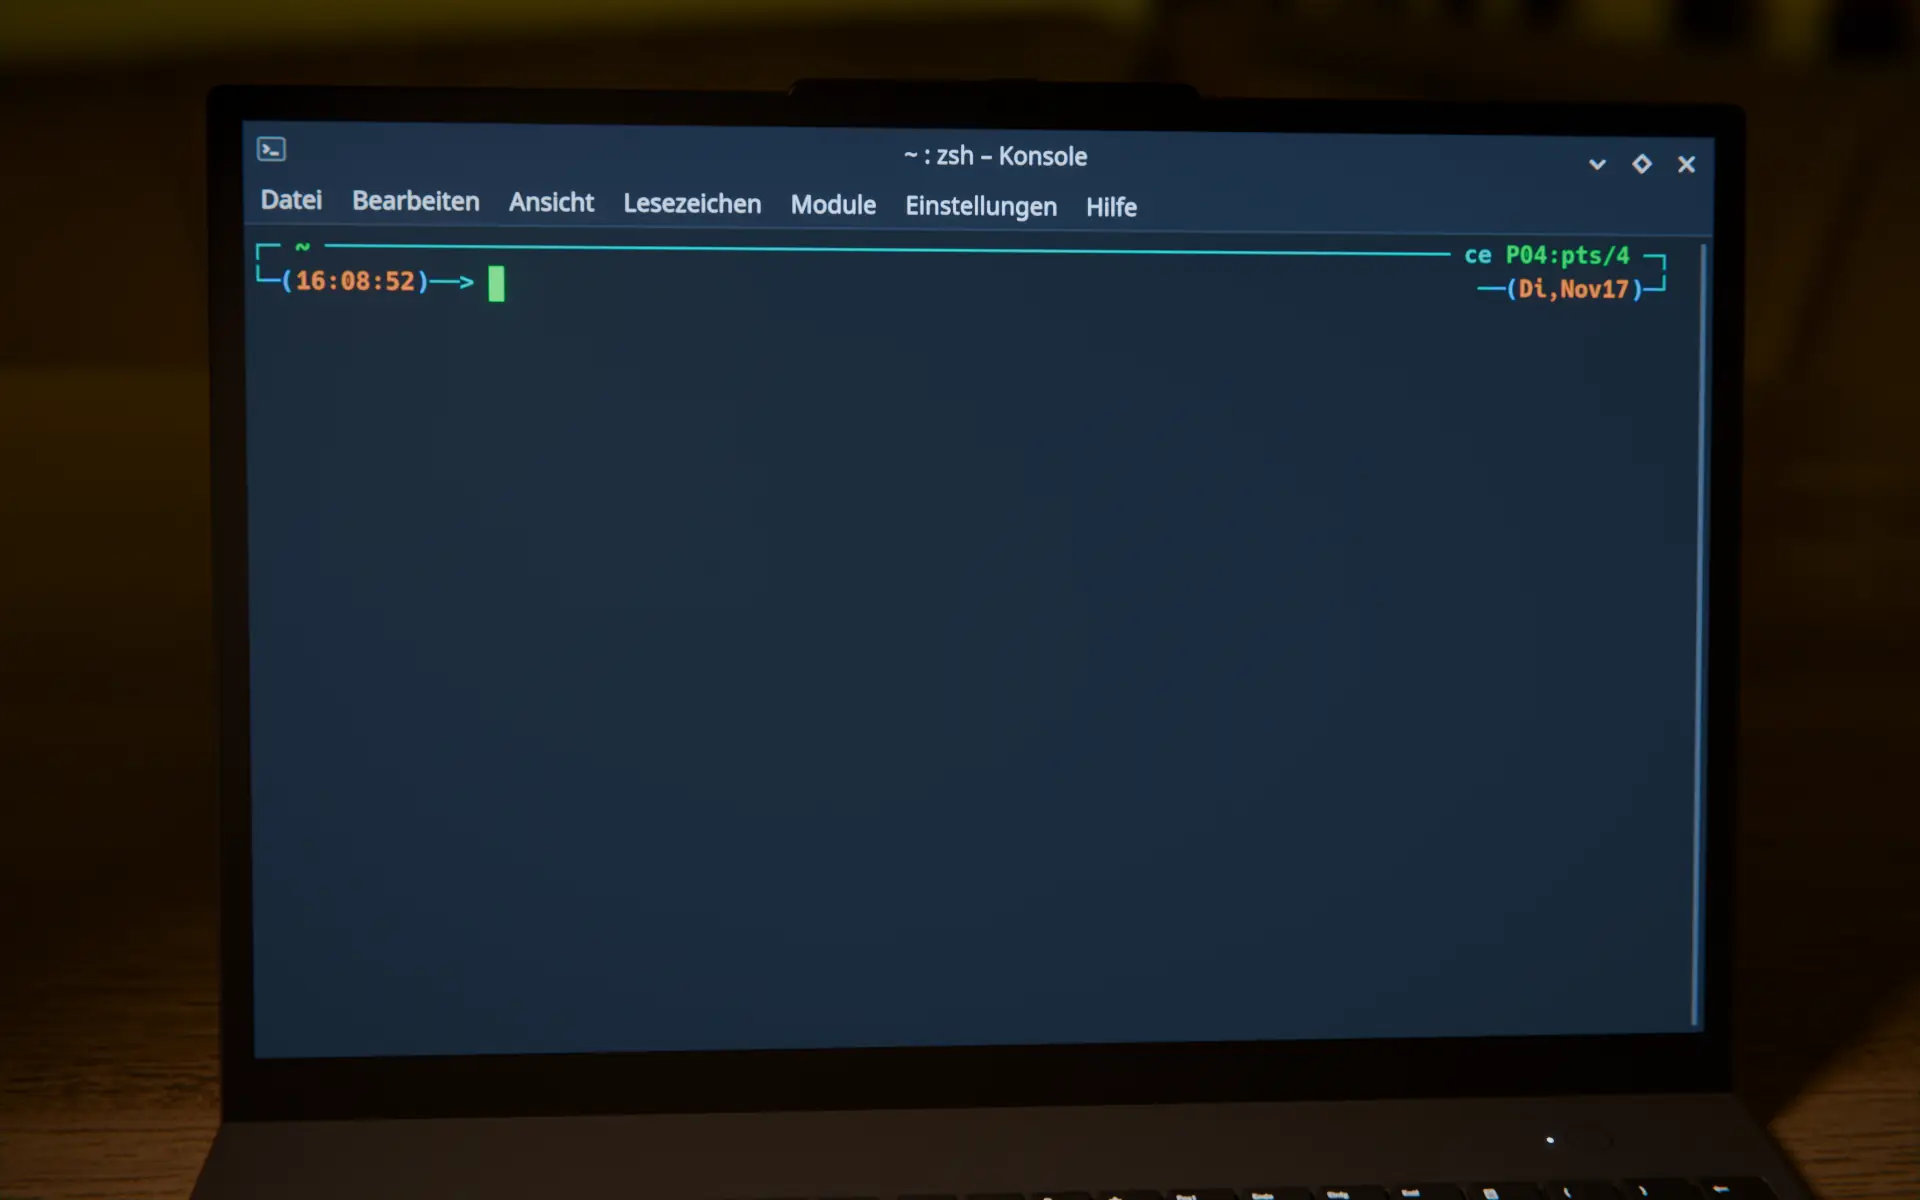 ~ : zsh – Konsole
Datei Bearbeiten Ansicht Lesezeichen Module Einstellungen Hilfe
~ ce P04:pts/4
(16:08:52)—> —(Di,Nov17)